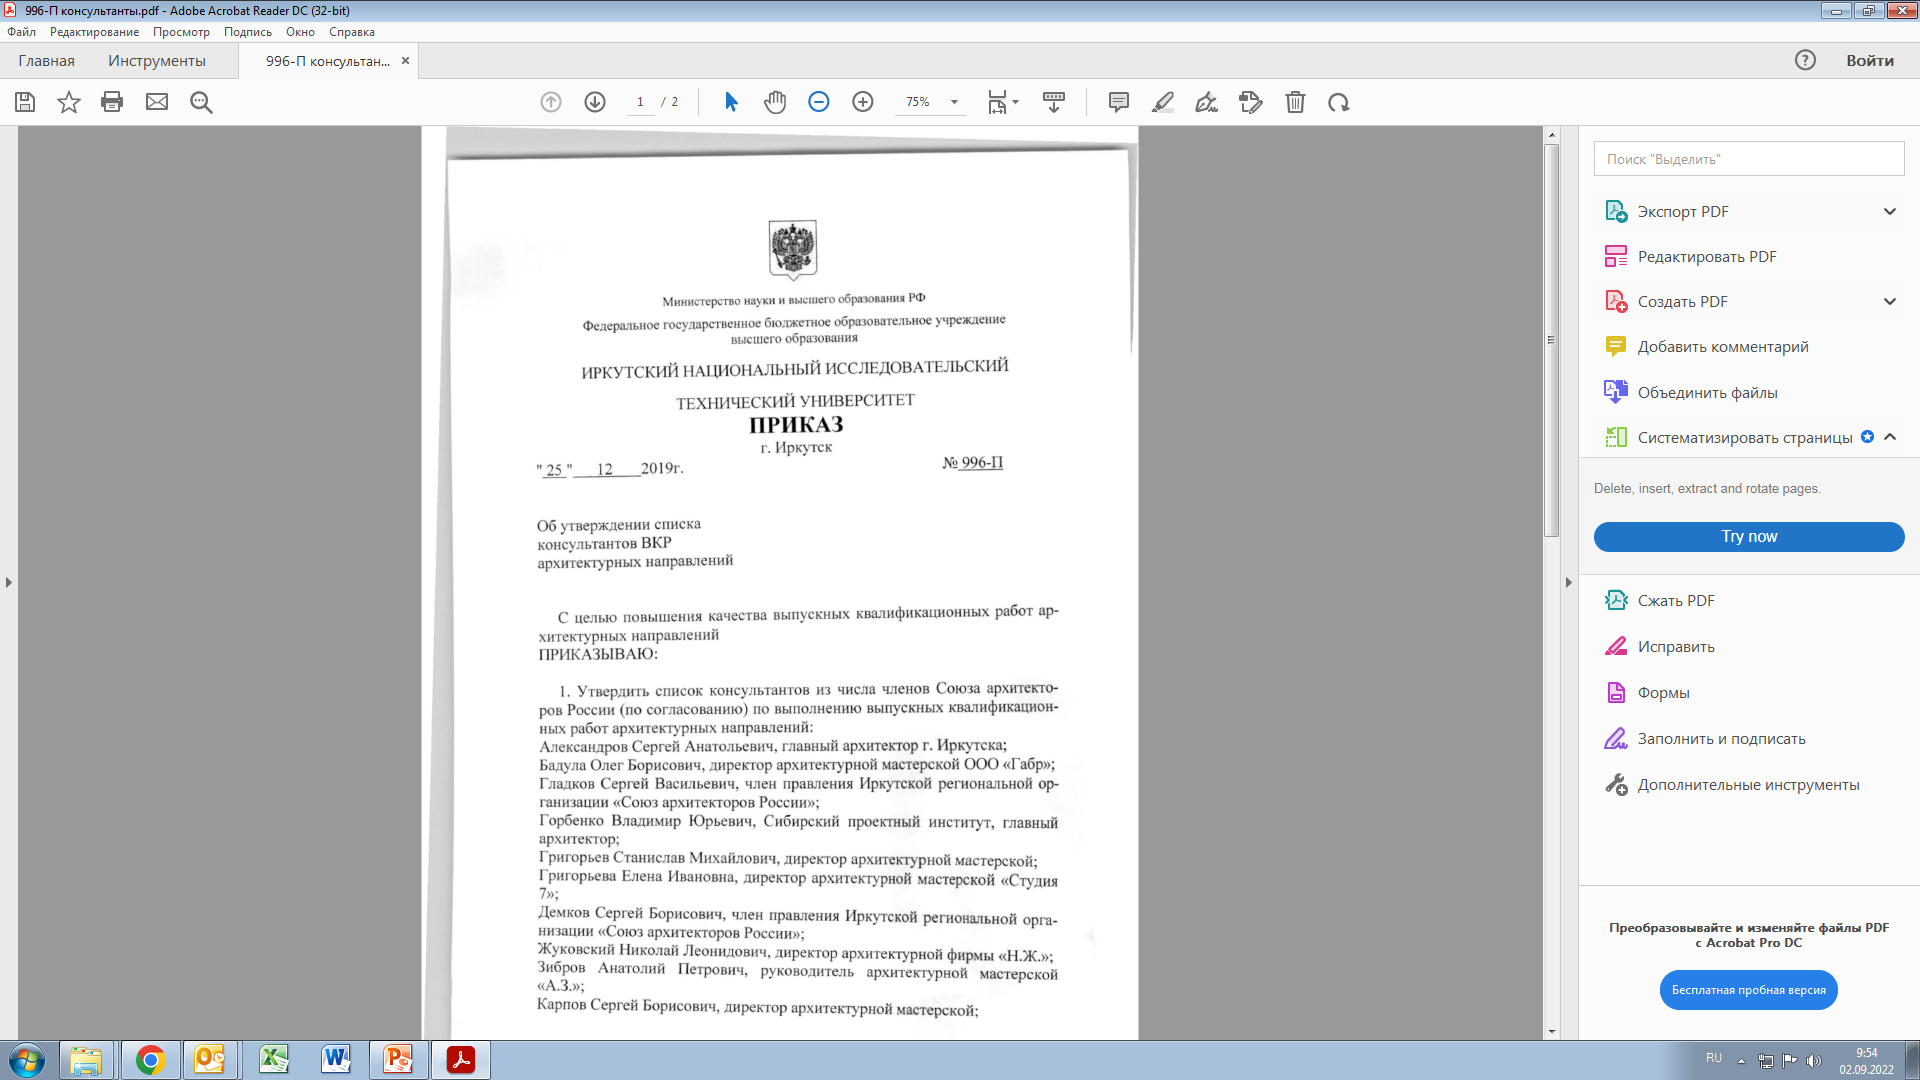 996-П консультанты.pdf - Adobe Acrobat Reader DC (32-bit)
Файл Редактирование Просмотр Подпись Окно Справка
Главная Инструменты 996-П консультан... Войти
1 / 2 75%
Министерство науки и высшего образования РФ
Федеральное государственное бюджетное образовательное учреждение
высшего образования
ИРКУТСКИЙ НАЦИОНАЛЬНЫЙ ИССЛЕДОВАТЕЛЬСКИЙ
ТЕХНИЧЕСКИЙ УНИВЕРСИТЕТ
ПРИКАЗ
г. Иркутск
"_25_"___12____2019г. № 996-П
Об утверждении списка
консультантов ВКР
архитектурных направлений
С целью повышения качества выпускных квалификационных работ ар-
хитектурных направлений
ПРИКАЗЫВАЮ:
1. Утвердить список консультантов из числа членов Союза архитекто-
ров России (по согласованию) по выполнению выпускных квалификацион-
ных работ архитектурных направлений:
Александров Сергей Анатольевич, главный архитектор г. Иркутска;
Бадула Олег Борисович, директор архитектурной мастерской ООО «Габр»;
Гладков Сергей Васильевич, член правления Иркутской региональной ор-
ганизации «Союз архитекторов России»;
Горбенко Владимир Юрьевич, Сибирский проектный институт, главный
архитектор;
Григорьев Станислав Михайлович, директор архитектурной мастерской;
Григорьева Елена Ивановна, директор архитектурной мастерской «Студия
7»;
Демков Сергей Борисович, член правления Иркутской региональной орга-
низации «Союз архитекторов России»;
Жуковский Николай Леонидович, директор архитектурной фирмы «Н.Ж.»;
Зибров Анатолий Петрович, руководитель архитектурной мастерской
«А.З.»;
Карпов Сергей Борисович, директор архитектурной мастерской;
Поиск "Выделить"
Экспорт PDF
Редактировать PDF
Создать PDF
Добавить комментарий
Объединить файлы
Систематизировать страницы
Delete, insert, extract and rotate pages.
Try now
Сжать PDF
Исправить
Формы
Заполнить и подписать
Дополнительные инструменты
Преобразовывайте и изменяйте файлы PDF
с Acrobat Pro DC
Бесплатная пробная версия
RU
9:54
02.09.2022